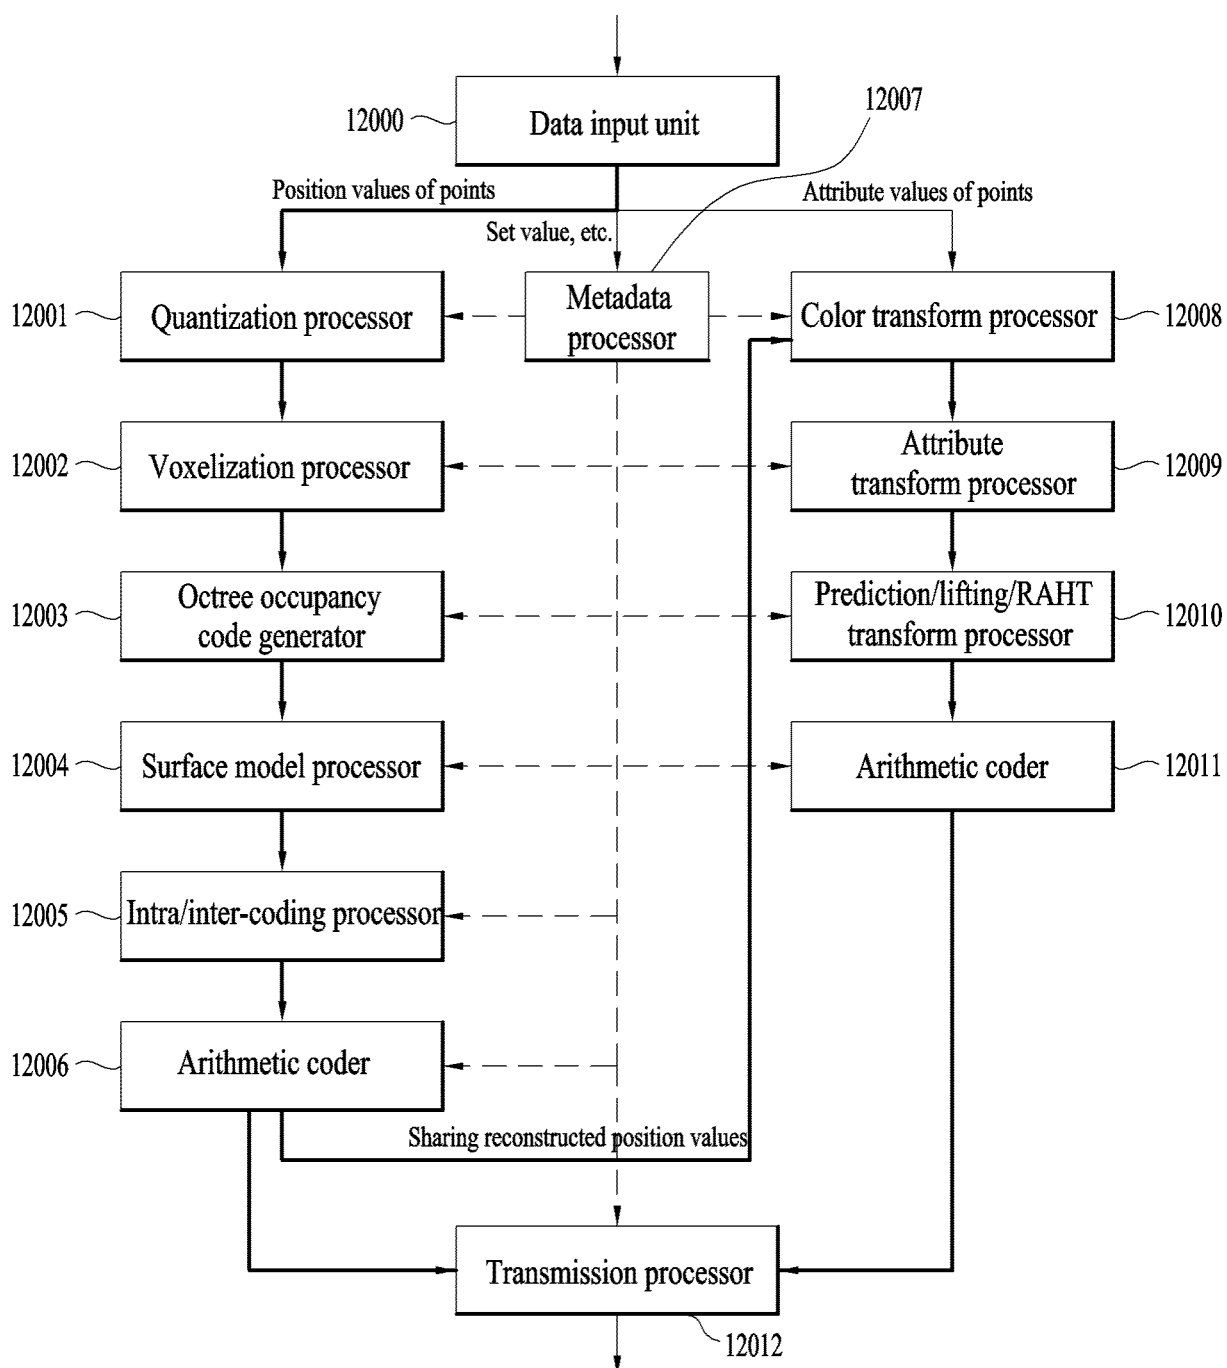 12000
Data input unit
12007
Position values of points
Attribute values of points
Set value, etc.
12001
Quantization processor
Metadata
processor
Color transform processor
12008
12002
Voxelization processor
Attribute
transform processor
12009
12003
Octree occupancy
code generator
Prediction/lifting/RAHT
transform processor
12010
12004
Surface model processor
Arithmetic coder
12011
12005
Intra/inter-coding processor
12006
Arithmetic coder
Sharing reconstructed position values
Transmission processor
12012